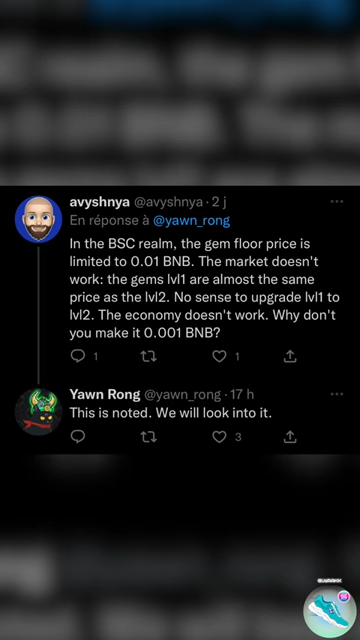 avyshnya @avyshnya · 2 j
En réponse à @yawn_rong
In the BSC realm, the gem floor price is
limited to 0.01 BNB. The market doesn't
work: the gems lvl1 are almost the same
price as the lvl2. No sense to upgrade lvl1 to
lvl2. The economy doesn't work. Why don't
you make it 0.001 BNB?
1 1
Yawn Rong @yawn_rong · 17 h
This is noted. We will look into it.
3